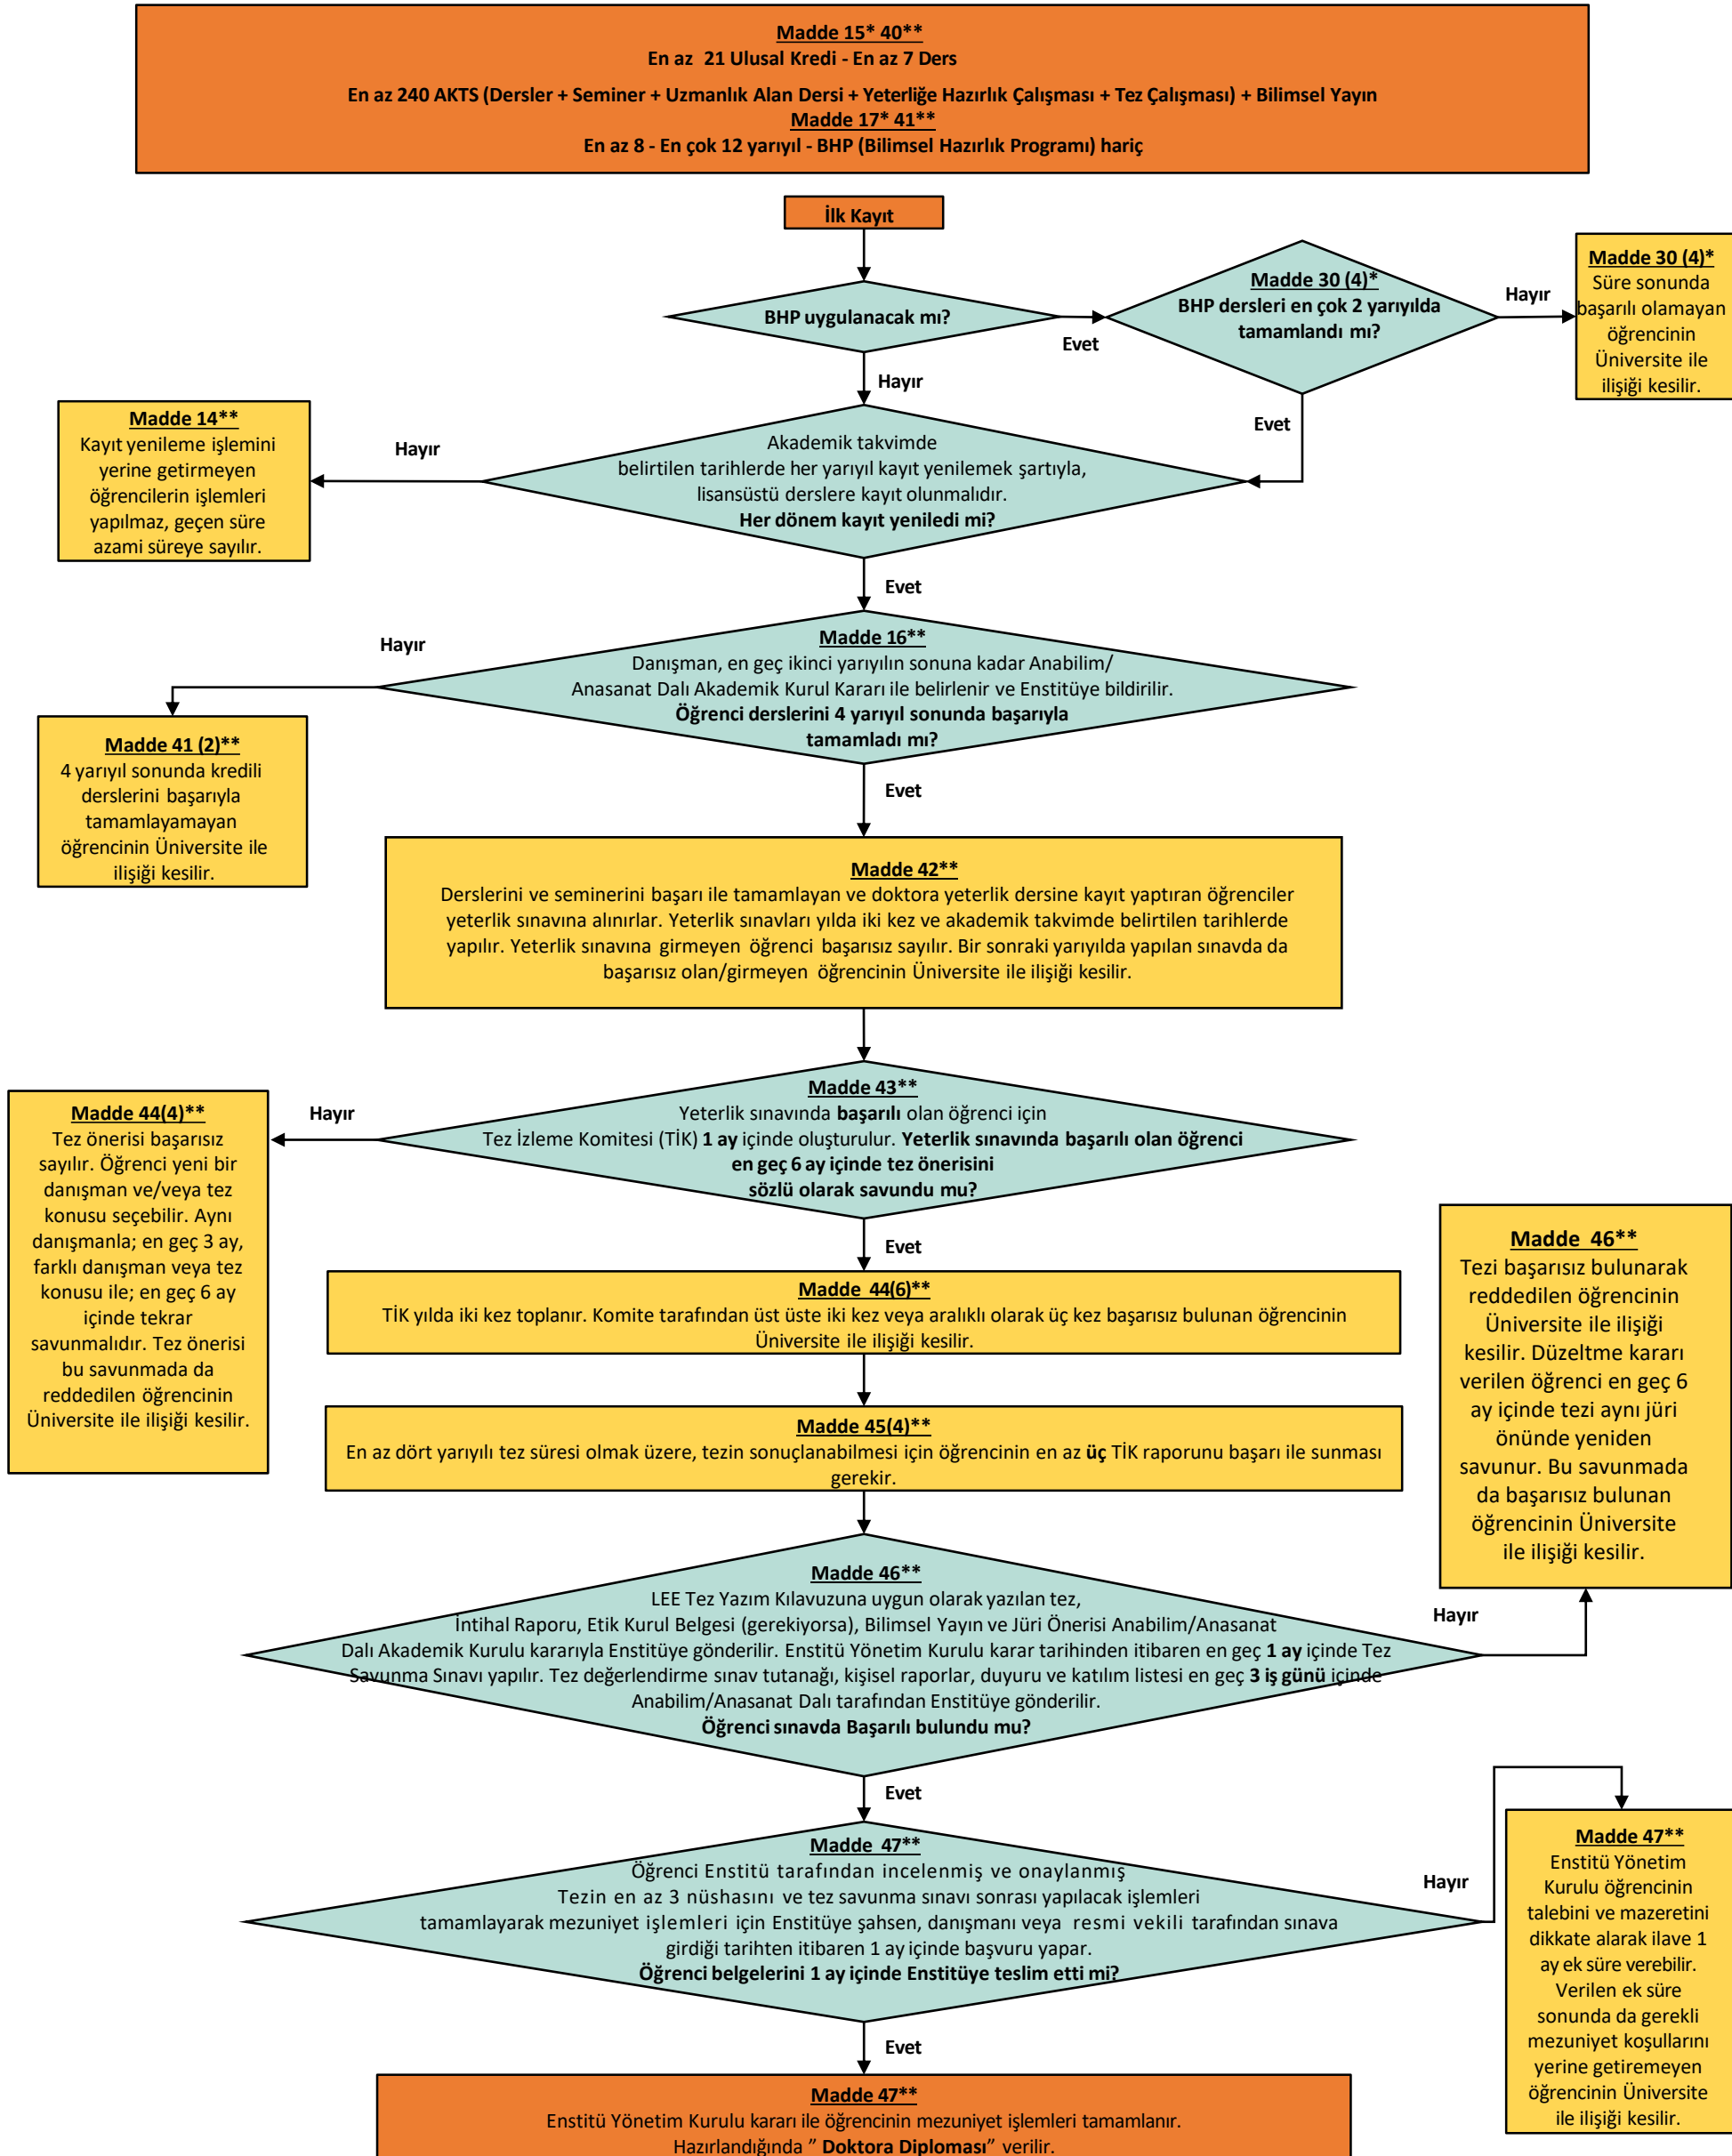 Madde 15* 40**
En az 21 Ulusal Kredi - En az 7 Ders
En az 240 AKTS (Dersler + Seminer + Uzmanlık Alan Dersi + Yeterliğe Hazırlık Çalışması + Tez Çalışması) + Bilimsel Yayın
Madde 17* 41**
En az 8 - En çok 12 yarıyıl - BHP (Bilimsel Hazırlık Programı) hariç
İlk Kayıt
BHP uygulanacak mı?
Evet
Madde 30 (4)*
BHP dersleri en çok 2 yarıyılda
tamamlandı mı?
Hayır
Madde 30 (4)*
Süre sonunda
başarılı olamayan
öğrencinin
Üniversite ile
ilişiği kesilir.
Hayır
Evet
Akademik takvimde
belirtilen tarihlerde her yarıyıl kayıt yenilemek şartıyla,
lisansüstü derslere kayıt olunmalıdır.
Her dönem kayıt yeniledi mi?
Hayır
Madde 14**
Kayıt yenileme işlemini
yerine getirmeyen
öğrencilerin işlemleri
yapılmaz, geçen süre
azami süreye sayılır.
Evet
Madde 16**
Danışman, en geç ikinci yarıyılın sonuna kadar Anabilim/
Anasanat Dalı Akademik Kurul Kararı ile belirlenir ve Enstitüye bildirilir.
Öğrenci derslerini 4 yarıyıl sonunda başarıyla
tamamladı mı?
Hayır
Madde 41 (2)**
4 yarıyıl sonunda kredili
derslerini başarıyla
tamamlayamayan
öğrencinin Üniversite ile
ilişiği kesilir.
Evet
Madde 42**
Derslerini ve seminerini başarı ile tamamlayan ve doktora yeterlik dersine kayıt yaptıran öğrenciler
yeterlik sınavına alınırlar. Yeterlik sınavları yılda iki kez ve akademik takvimde belirtilen tarihlerde
yapılır. Yeterlik sınavına girmeyen öğrenci başarısız sayılır. Bir sonraki yarıyılda yapılan sınavda da
başarısız olan/girmeyen öğrencinin Üniversite ile ilişiği kesilir.
Madde 43**
Yeterlik sınavında başarılı olan öğrenci için
Tez İzleme Komitesi (TİK) 1 ay içinde oluşturulur. Yeterlik sınavında başarılı olan öğrenci
en geç 6 ay içinde tez önerisini
sözlü olarak savundu mu?
Hayır
Madde 44(4)**
Tez önerisi başarısız
sayılır. Öğrenci yeni bir
danışman ve/veya tez
konusu seçebilir. Aynı
danışmanla; en geç 3 ay,
farklı danışman veya tez
konusu ile; en geç 6 ay
içinde tekrar
savunmalıdır. Tez önerisi
bu savunmada da
reddedilen öğrencinin
Üniversite ile ilişiği kesilir.
Evet
Madde 44(6)**
TİK yılda iki kez toplanır. Komite tarafından üst üste iki kez veya aralıklı olarak üç kez başarısız bulunan öğrencinin
Üniversite ile ilişiği kesilir.
Madde 45(4)**
En az dört yarıyılı tez süresi olmak üzere, tezin sonuçlanabilmesi için öğrencinin en az üç TİK raporunu başarı ile sunması
gerekir.
Madde 46**
LEE Tez Yazım Kılavuzuna uygun olarak yazılan tez,
İntihal Raporu, Etik Kurul Belgesi (gerekiyorsa), Bilimsel Yayın ve Jüri Önerisi Anabilim/Anasanat
Dalı Akademik Kurulu kararıyla Enstitüye gönderilir. Enstitü Yönetim Kurulu karar tarihinden itibaren en geç 1 ay içinde Tez
Savunma Sınavı yapılır. Tez değerlendirme sınav tutanağı, kişisel raporlar, duyuru ve katılım listesi en geç 3 iş günü içinde
Anabilim/Anasanat Dalı tarafından Enstitüye gönderilir.
Öğrenci sınavda Başarılı bulundu mu?
Hayır
Madde 46**
Tezi başarısız bulunarak
reddedilen öğrencinin
Üniversite ile ilişiği
kesilir. Düzeltme kararı
verilen öğrenci en geç 6
ay içinde tezi aynı jüri
önünde yeniden
savunur. Bu savunmada
da başarısız bulunan
öğrencinin Üniversite
ile ilişiği kesilir.
Evet
Madde 47**
Öğrenci Enstitü tarafından incelenmiş ve onaylanmış
Tezin en az 3 nüshasını ve tez savunma sınavı sonrası yapılacak işlemleri
tamamlayarak mezuniyet işlemleri için Enstitüye şahsen, danışmanı veya resmi vekili tarafından sınava
girdiği tarihten itibaren 1 ay içinde başvuru yapar.
Öğrenci belgelerini 1 ay içinde Enstitüye teslim etti mi?
Hayır
Madde 47**
Enstitü Yönetim
Kurulu öğrencinin
talebini ve mazeretini
dikkate alarak ilave 1
ay ek süre verebilir.
Verilen ek süre
sonunda da gerekli
mezuniyet koşullarını
yerine getiremeyen
öğrencinin Üniversite
ile ilişiği kesilir.
Evet
Madde 47**
Enstitü Yönetim Kurulu kararı ile öğrencinin mezuniyet işlemleri tamamlanır.
Hazırlandığında " Doktora Diploması" verilir.